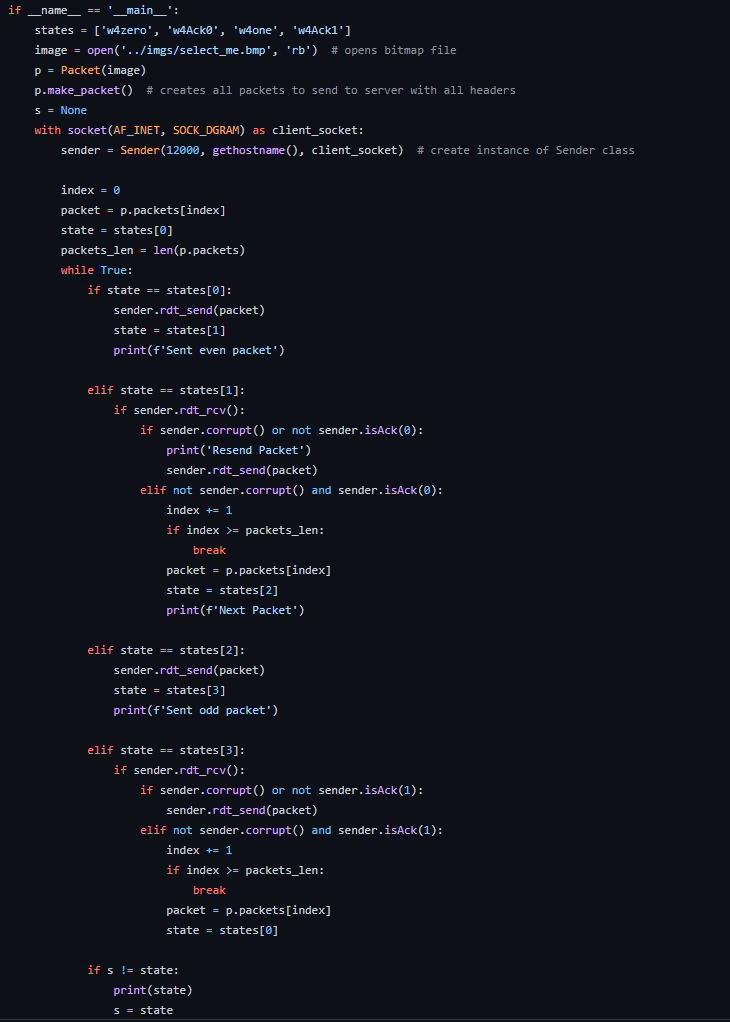 if __name__ == '__main__':
    states = ['w4zero', 'w4Ack0', 'w4one', 'w4Ack1']
    image = open('../imgs/select_me.bmp', 'rb')  # opens bitmap file
    p = Packet(image)
    p.make_packet()  # creates all packets to send to server with all headers
    s = None
    with socket(AF_INET, SOCK_DGRAM) as client_socket:
        sender = Sender(12000, gethostname(), client_socket)  # create instance of Sender class

        index = 0
        packet = p.packets[index]
        state = states[0]
        packets_len = len(p.packets)
        while True:
            if state == states[0]:
                sender.rdt_send(packet)
                state = states[1]
                print(f'Sent even packet')

            elif state == states[1]:
                if sender.rdt_rcv():
                    if sender.corrupt() or not sender.isAck(0):
                        print('Resend Packet')
                        sender.rdt_send(packet)
                    elif not sender.corrupt() and sender.isAck(0):
                        index += 1
                        if index >= packets_len:
                            break
                        packet = p.packets[index]
                        state = states[2]
                        print(f'Next Packet')

            elif state == states[2]:
                sender.rdt_send(packet)
                state = states[3]
                print(f'Sent odd packet')

            elif state == states[3]:
                if sender.rdt_rcv():
                    if sender.corrupt() or not sender.isAck(1):
                        sender.rdt_send(packet)
                    elif not sender.corrupt() and sender.isAck(1):
                        index += 1
                        if index >= packets_len:
                            break
                        packet = p.packets[index]
                        state = states[0]

            if s != state:
                print(state)
                s = state